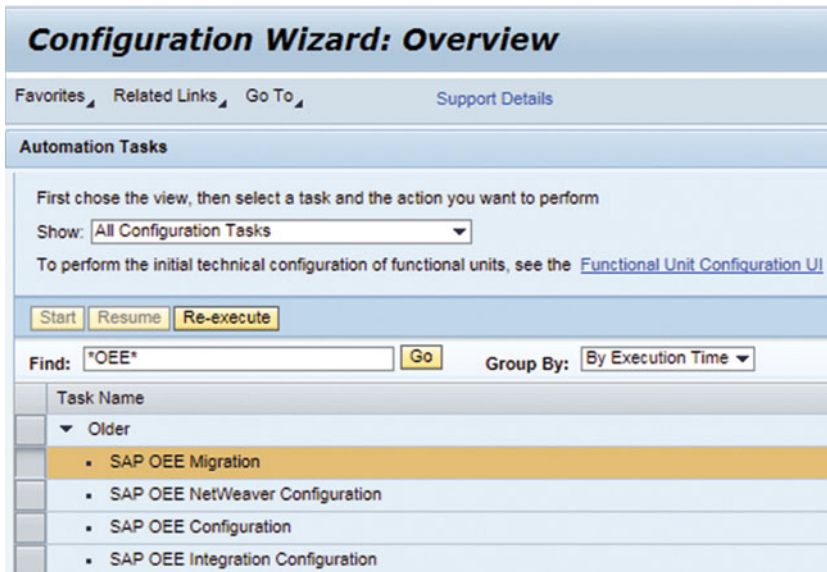 Configuration Wizard: Overview
Favorites Related Links Go To Support Details
Automation Tasks
First chose the view, then select a task and the action you want to perform
Show: All Configuration Tasks
To perform the initial technical configuration of functional units, see the Functional Unit Configuration UI
Start Resume Re-execute
Find: *OEE* Go Group By: By Execution Time
Task Name
Older
SAP OEE Migration
SAP OEE NetWeaver Configuration
SAP OEE Configuration
SAP OEE Integration Configuration